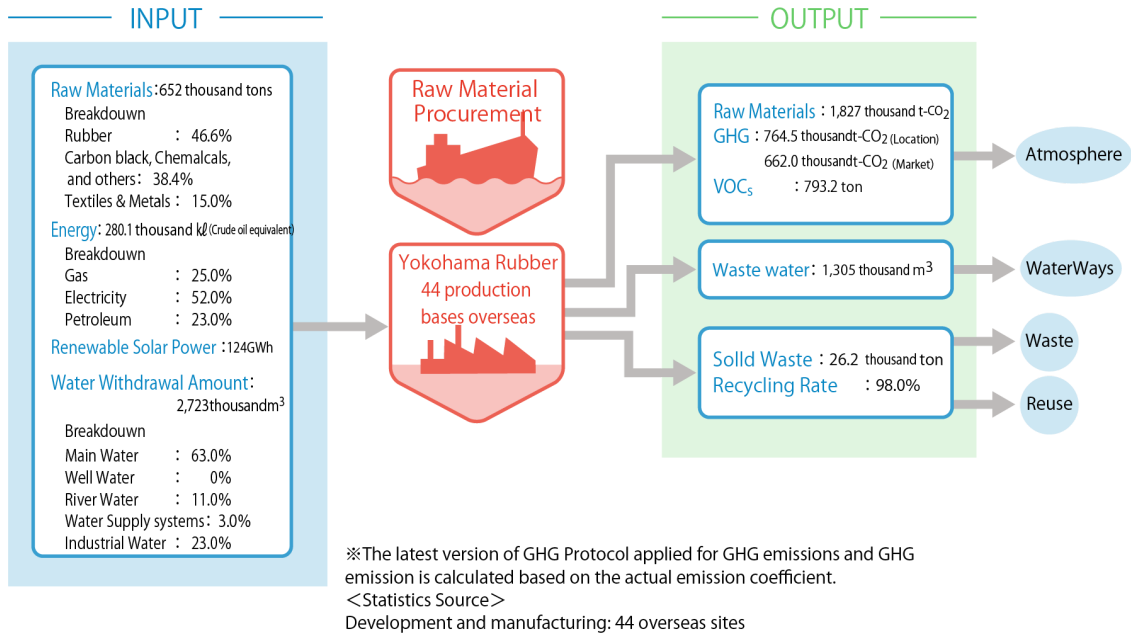 INPUT
Raw Materials：652 thousand tons
Breakdown
Rubber ： 46.6%
Carbon black, Chemalcals,
and others： 38.4%
Textiles & Metals： 15.0%
Energy：280.1 thousand kℓ (Crude oil equivalent)
Breakdown
Gas ： 25.0%
Electricity ： 52.0%
Petroleum ： 23.0%
Renewable Solar Power：124GWh
Water Withdrawal Amount：
2,723thousandm³
Breakdown
Main Water ： 63.0%
Well Water ： 0%
River Water ： 11.0%
Water Supply systems： 3.0%
Industrial Water ： 23.0%
Raw Material
Procurement
Yokohama Rubber
44 production
bases overseas
OUTPUT
Raw Materials：1,827 thousand t-CO₂
GHG：764.5 thousandt-CO₂ (Location)
662.0 thousandt-CO₂ (Market)
VOCs ：793.2 ton
Waste water：1,305 thousand m³
Solld Waste：26.2 thousand ton
Recycling Rate ：98.0%
Atmosphere
WaterWays
Waste
Reuse
※The latest version of GHG Protocol applied for GHG emissions and GHG
emission is calculated based on the actual emission coefficient.
＜Statistics Source＞
Development and manufacturing: 44 overseas sites